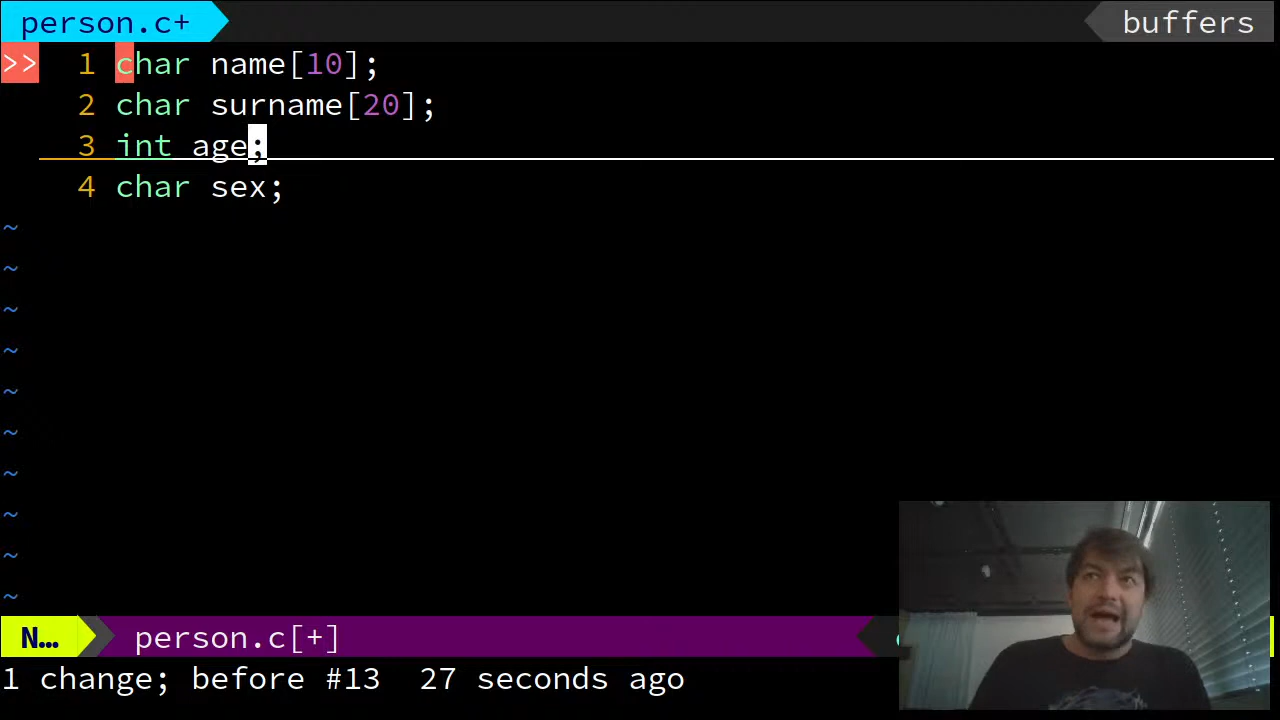 person.c+ buffers
>> 1 char name[10];
2 char surname[20];
3 int age;
4 char sex;
~
~
~
~
~
~
~
~
~
~
N… person.c[+]
1 change; before #13 27 seconds ago